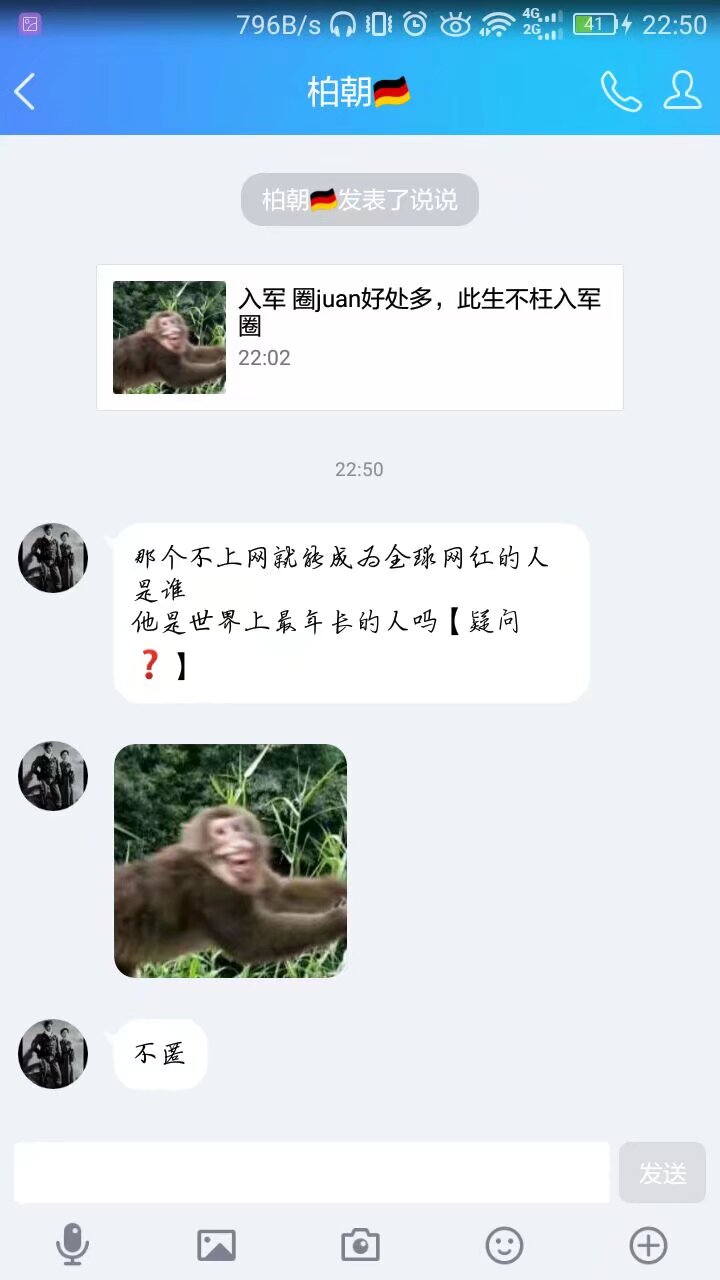 796B/s 4G 2G 41 22:50
柏朝🇩🇪
柏朝🇩🇪发表了说说
入军 圈juan好处多，此生不枉入军
圈
22:02
22:50
那个不上网就能成为全球网红的人
是谁
他是世界上最年长的人吗【疑问
❓】
不匿
发送